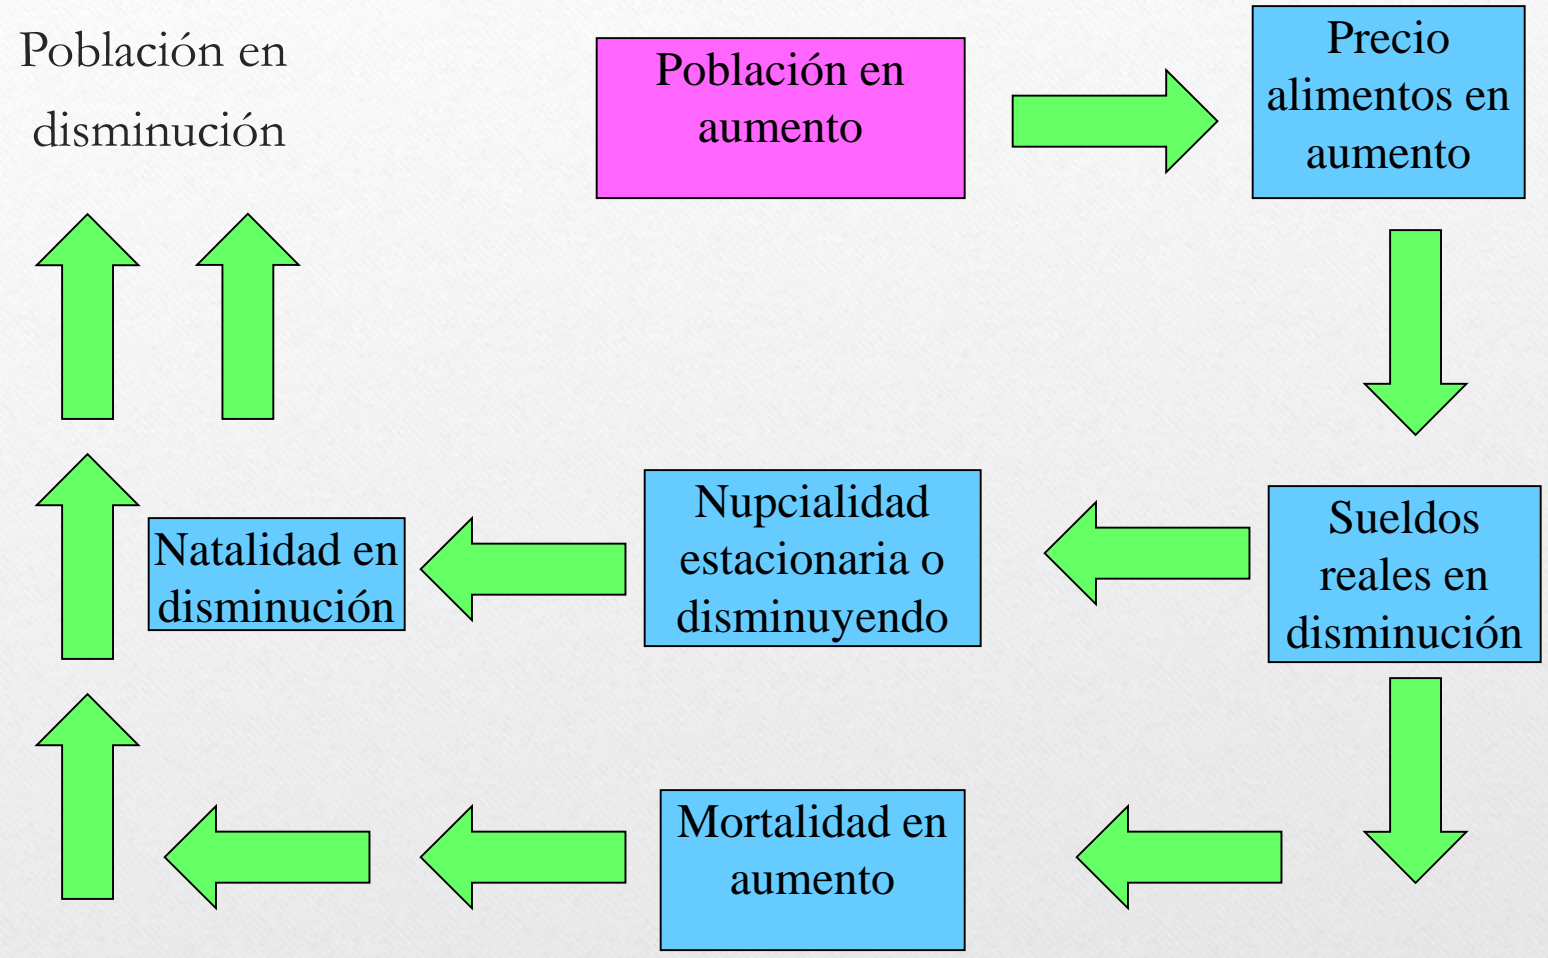 Población en
disminución
Población en
aumento
Precio
alimentos en
aumento
Natalidad en
disminución
Nupcialidad
estacionaria o
disminuyendo
Sueldos
reales en
disminución
Mortalidad en
aumento